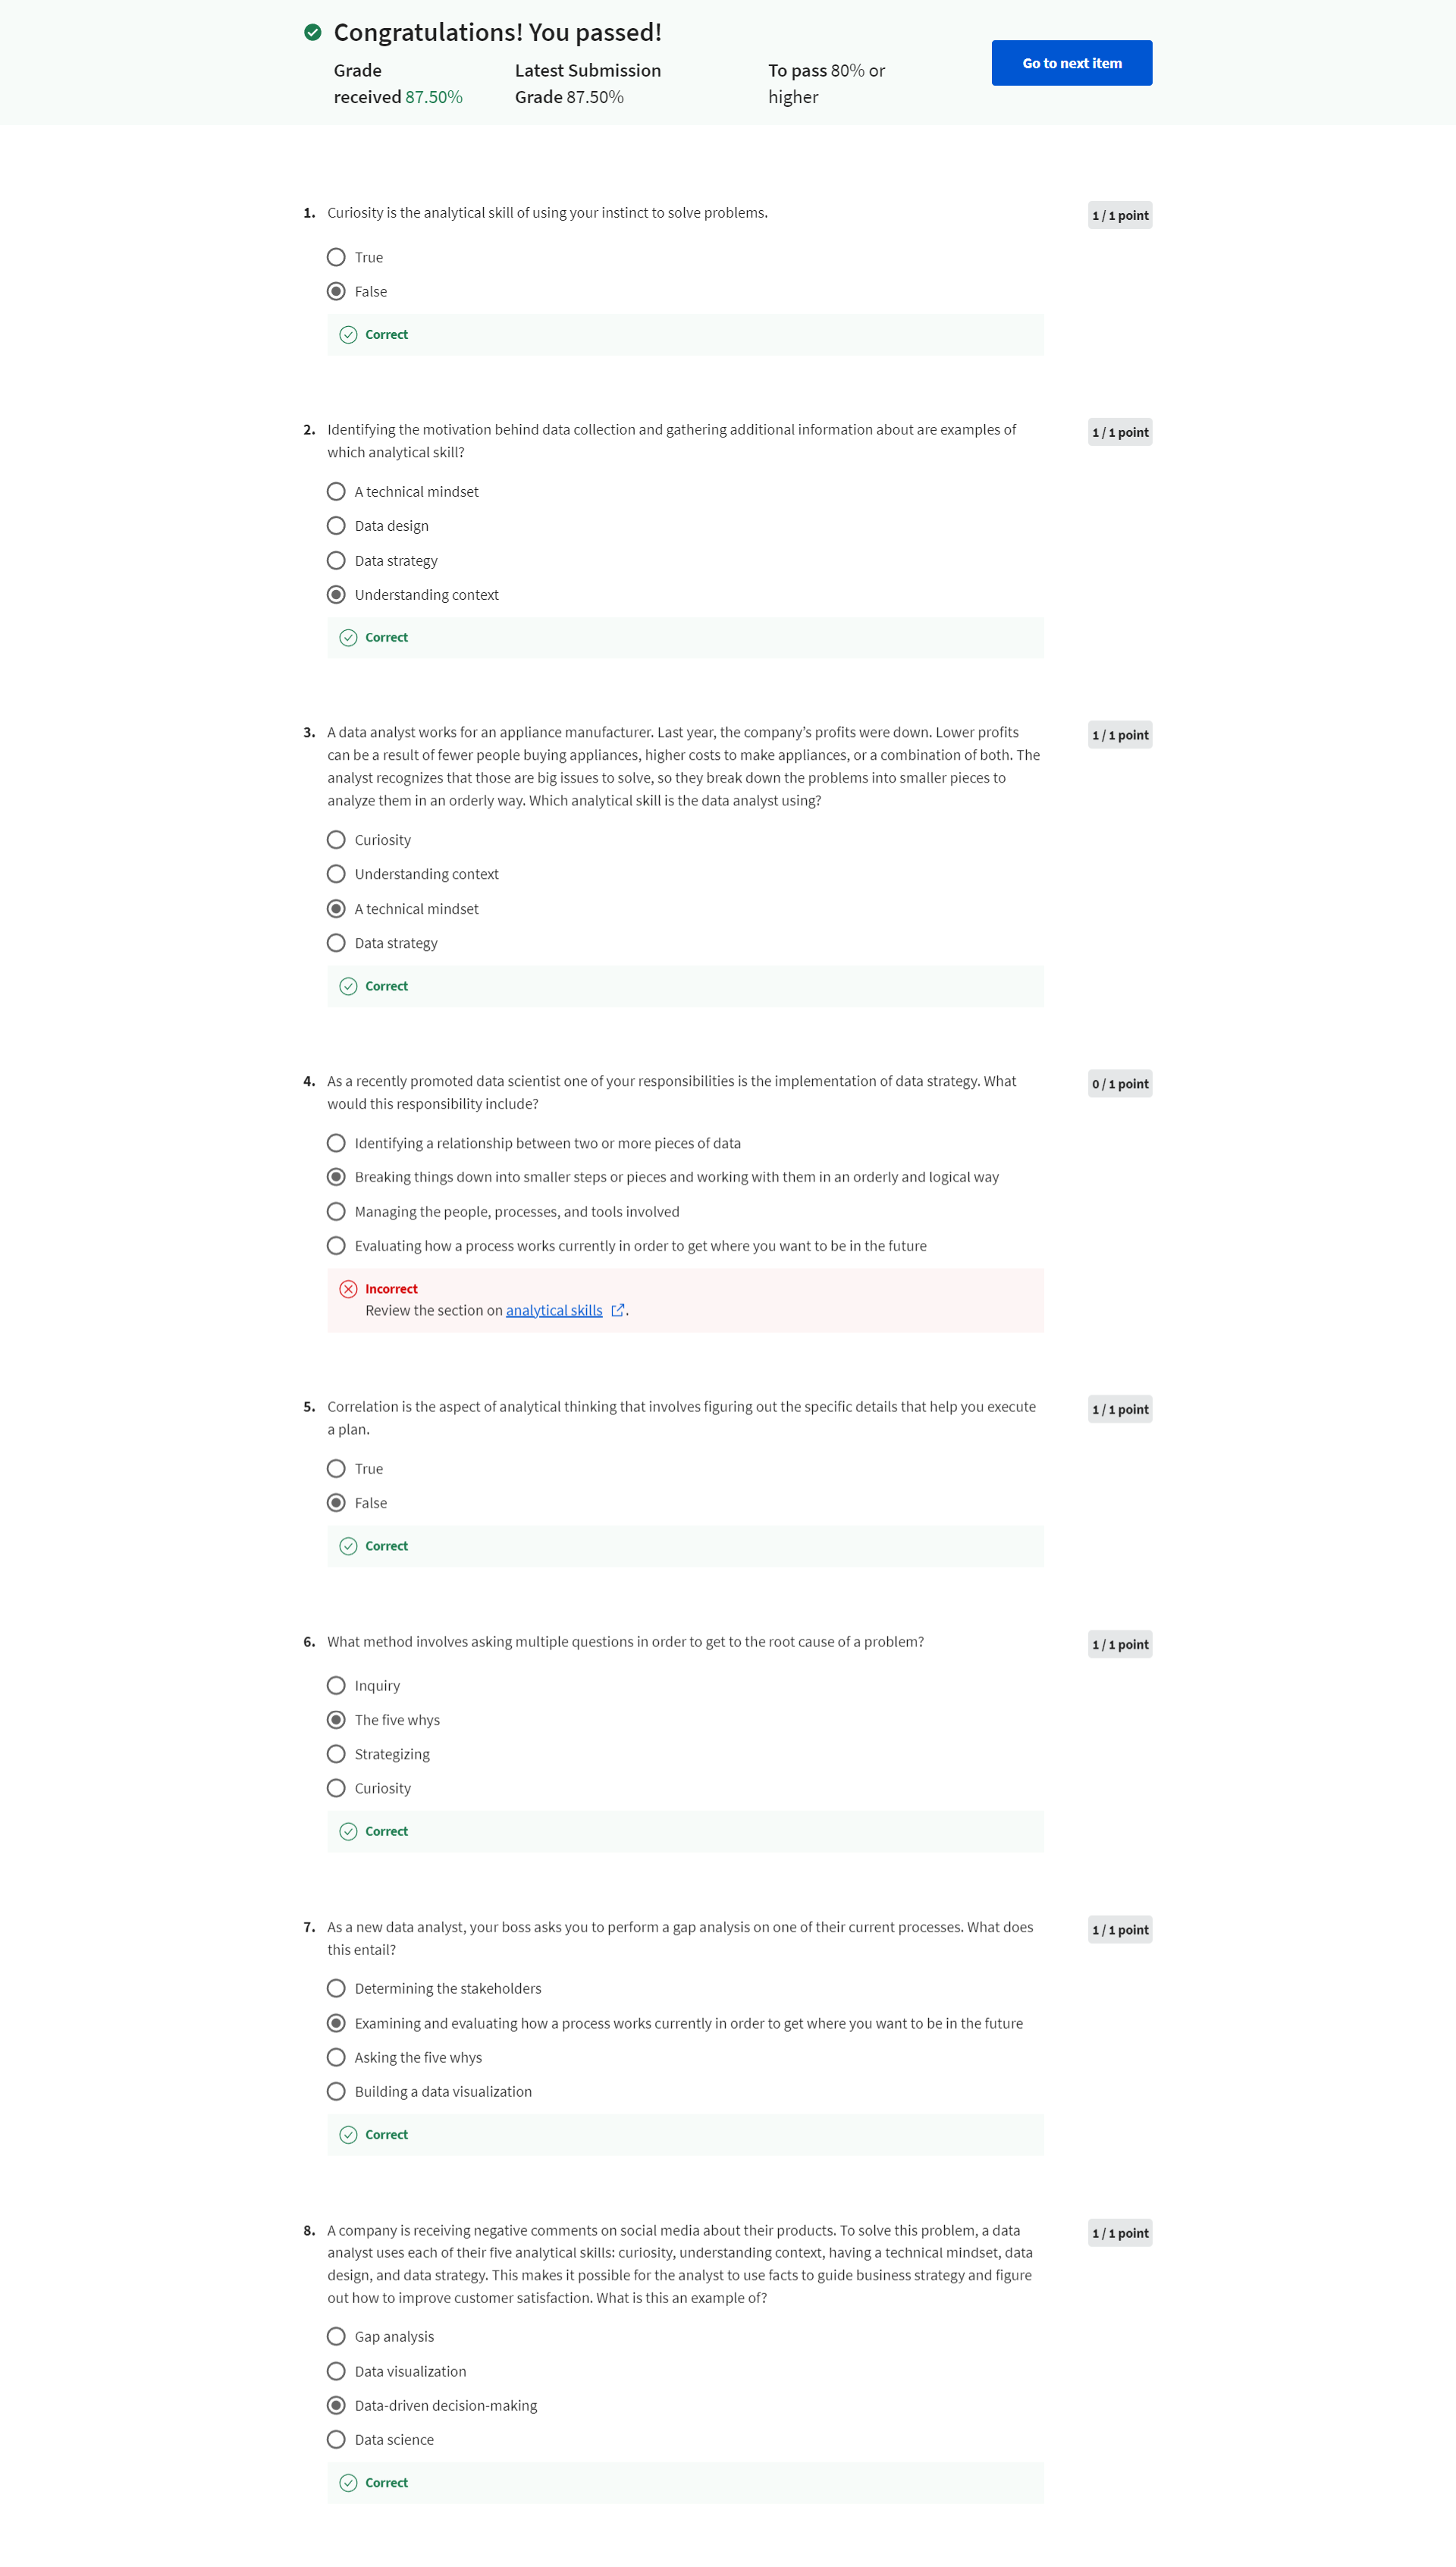 Congratulations! You passed!
Grade received 87.50%
Latest Submission Grade 87.50%
To pass 80% or higher
Go to next item
1. Curiosity is the analytical skill of using your instinct to solve problems.
1 / 1 point
True
False
Correct
2. Identifying the motivation behind data collection and gathering additional information about are examples of
which analytical skill?
1 / 1 point
A technical mindset
Data design
Data strategy
Understanding context
Correct
3. A data analyst works for an appliance manufacturer. Last year, the company’s profits were down. Lower profits
can be a result of fewer people buying appliances, higher costs to make appliances, or a combination of both. The
analyst recognizes that those are big issues to solve, so they break down the problems into smaller pieces to
analyze them in an orderly way. Which analytical skill is the data analyst using?
1 / 1 point
Curiosity
Understanding context
A technical mindset
Data strategy
Correct
4. As a recently promoted data scientist one of your responsibilities is the implementation of data strategy. What
would this responsibility include?
0 / 1 point
Identifying a relationship between two or more pieces of data
Breaking things down into smaller steps or pieces and working with them in an orderly and logical way
Managing the people, processes, and tools involved
Evaluating how a process works currently in order to get where you want to be in the future
Incorrect
Review the section on analytical skills .
5. Correlation is the aspect of analytical thinking that involves figuring out the specific details that help you execute
a plan.
1 / 1 point
True
False
Correct
6. What method involves asking multiple questions in order to get to the root cause of a problem?
1 / 1 point
Inquiry
The five whys
Strategizing
Curiosity
Correct
7. As a new data analyst, your boss asks you to perform a gap analysis on one of their current processes. What does
this entail?
1 / 1 point
Determining the stakeholders
Examining and evaluating how a process works currently in order to get where you want to be in the future
Asking the five whys
Building a data visualization
Correct
8. A company is receiving negative comments on social media about their products. To solve this problem, a data
analyst uses each of their five analytical skills: curiosity, understanding context, having a technical mindset, data
design, and data strategy. This makes it possible for the analyst to use facts to guide business strategy and figure
out how to improve customer satisfaction. What is this an example of?
1 / 1 point
Gap analysis
Data visualization
Data-driven decision-making
Data science
Correct